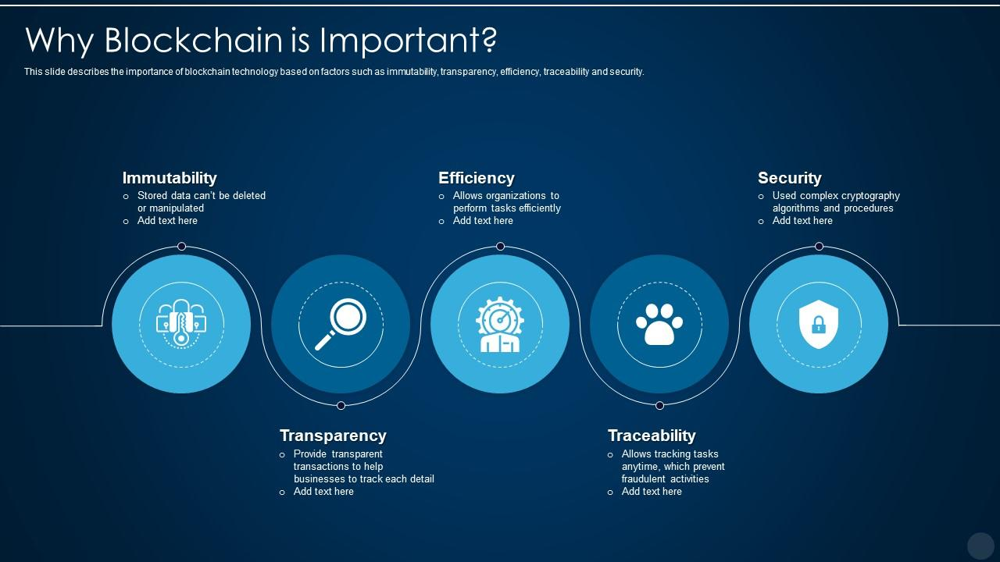 Why Blockchain is Important?
This slide describes the importance of blockchain technology based on factors such as immutability, transparency, efficiency, traceability and security.
Immutability
o Stored data can't be deleted
or manipulated
o Add text here
Efficiency
o Allows organizations to
perform tasks efficiently
o Add text here
Security
o Used complex cryptography
algorithms and procedures
o Add text here
Transparency
o Provide transparent
transactions to help
businesses to track each detail
o Add text here
Traceability
o Allows tracking tasks
anytime, which prevent
fraudulent activities
o Add text here